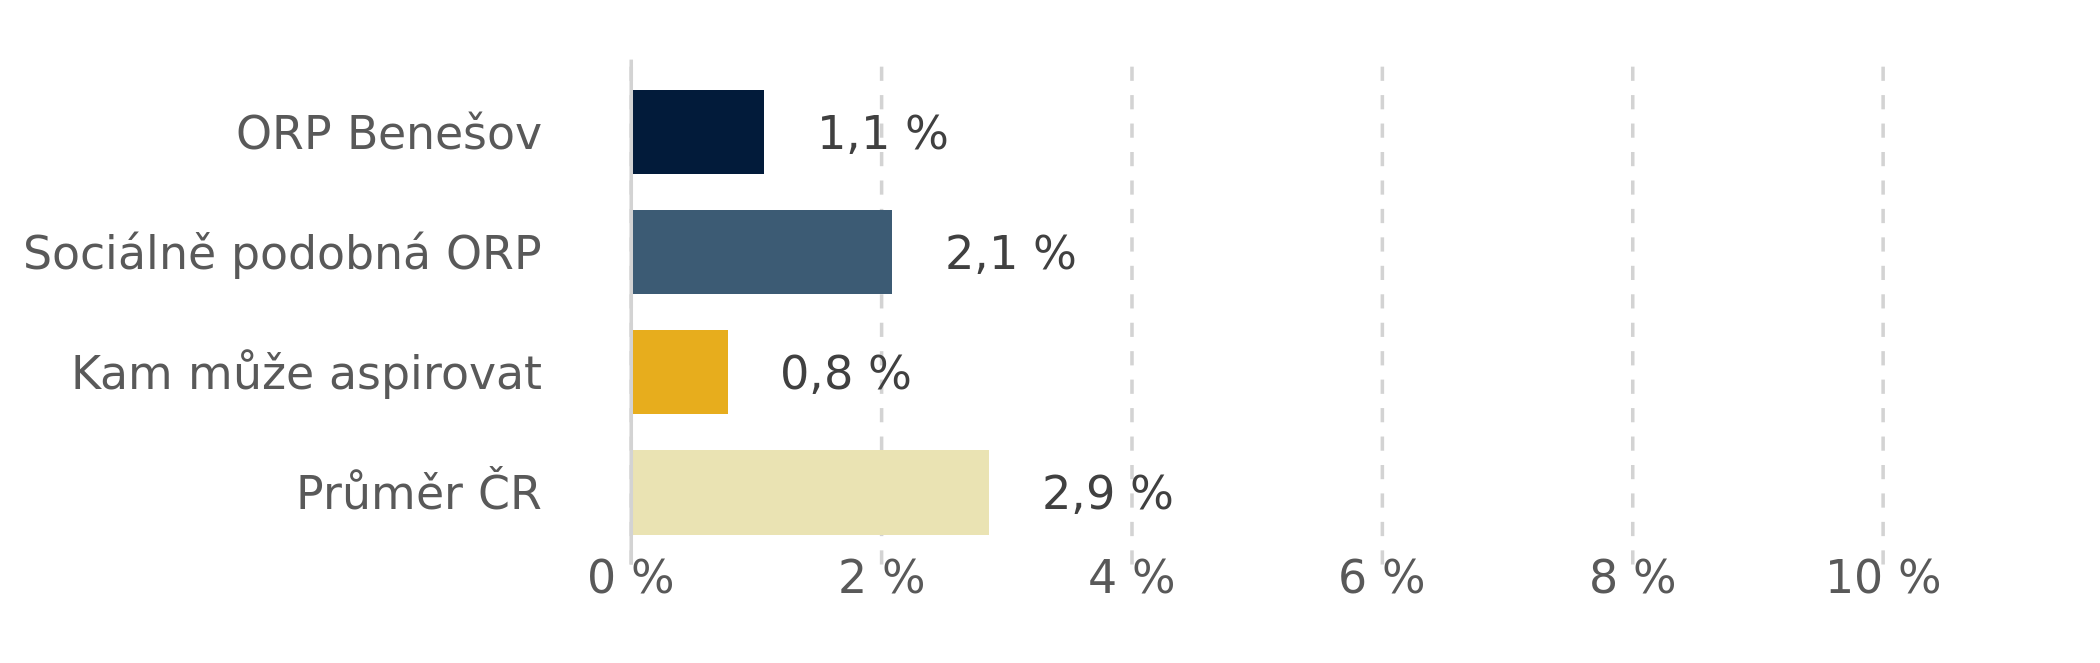 ORP Benešov 1,1 %
Sociálně podobná ORP 2,1 %
Kam může aspirovat 0,8 %
Průměr ČR 2,9 %
0 % 2 % 4 % 6 % 8 % 10 %